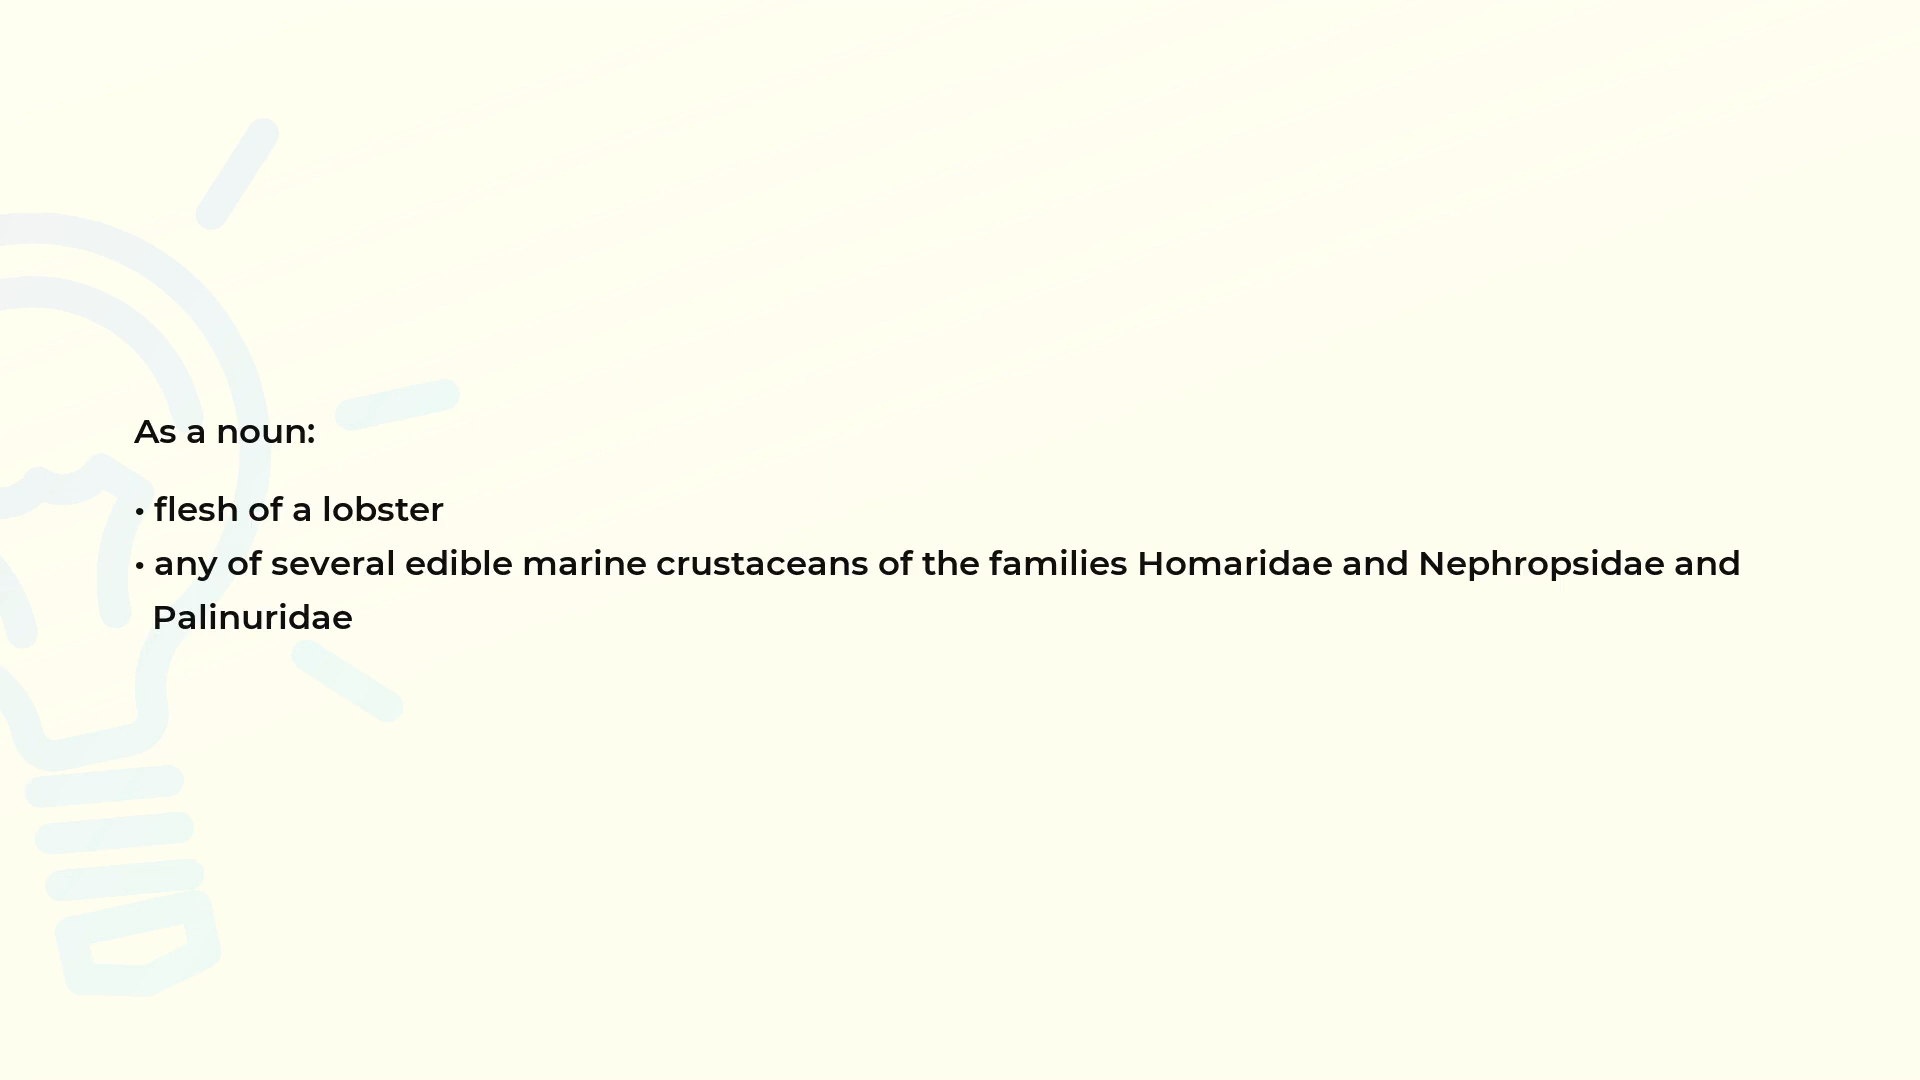 As a noun:
• flesh of a lobster
• any of several edible marine crustaceans of the families Homaridae and Nephropsidae and
Palinuridae